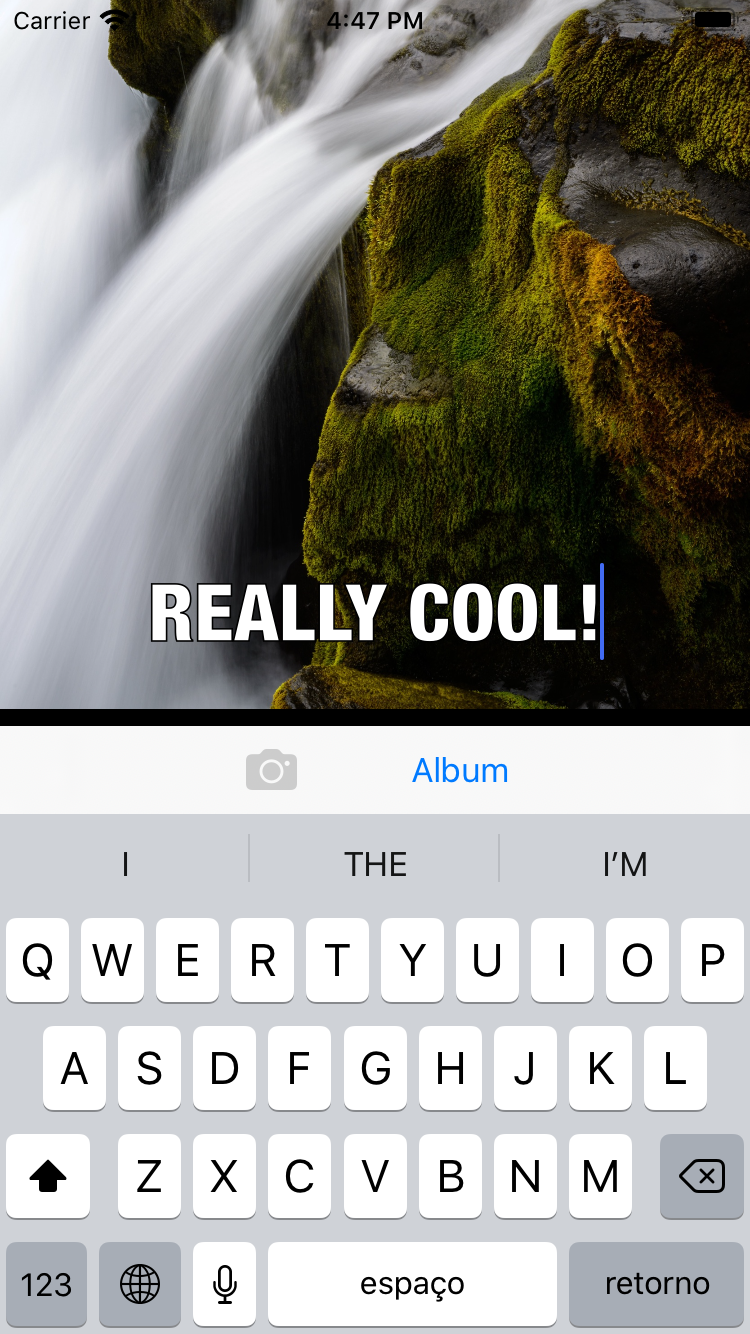 Carrier 4:47 PM
REALLY COOL!
Album
I THE I’M
Q W E R T Y U I O P
A S D F G H J K L
Z X C V B N M
123 espaço retorno